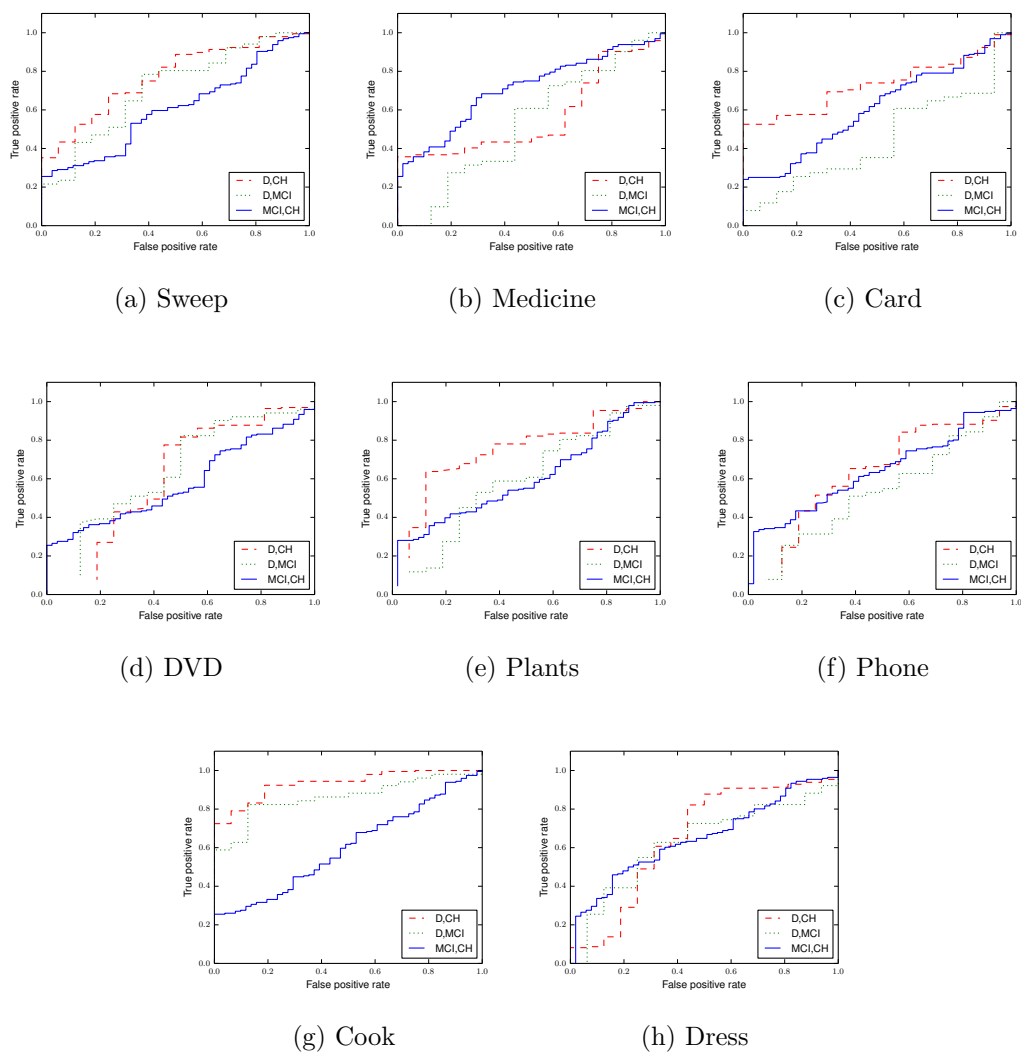 1.0
0.8
0.6
0.4
0.2
0.0
True positive rate
0.0 0.2 0.4 0.6 0.8 1.0
False positive rate
D,CH
D,MCI
MCI,CH
(a) Sweep
1.0
0.8
0.6
0.4
0.2
0.0
True positive rate
0.0 0.2 0.4 0.6 0.8 1.0
False positive rate
D,CH
D,MCI
MCI,CH
(b) Medicine
1.0
0.8
0.6
0.4
0.2
0.0
True positive rate
0.0 0.2 0.4 0.6 0.8 1.0
False positive rate
D,CH
D,MCI
MCI,CH
(c) Card
1.0
0.8
0.6
0.4
0.2
0.0
True positive rate
0.0 0.2 0.4 0.6 0.8 1.0
False positive rate
D,CH
D,MCI
MCI,CH
(d) DVD
1.0
0.8
0.6
0.4
0.2
0.0
True positive rate
0.0 0.2 0.4 0.6 0.8 1.0
False positive rate
D,CH
D,MCI
MCI,CH
(e) Plants
1.0
0.8
0.6
0.4
0.2
0.0
True positive rate
0.0 0.2 0.4 0.6 0.8 1.0
False positive rate
D,CH
D,MCI
MCI,CH
(f) Phone
1.0
0.8
0.6
0.4
0.2
0.0
True positive rate
0.0 0.2 0.4 0.6 0.8 1.0
False positive rate
D,CH
D,MCI
MCI,CH
(g) Cook
1.0
0.8
0.6
0.4
0.2
0.0
True positive rate
0.0 0.2 0.4 0.6 0.8 1.0
False positive rate
D,CH
D,MCI
MCI,CH
(h) Dress